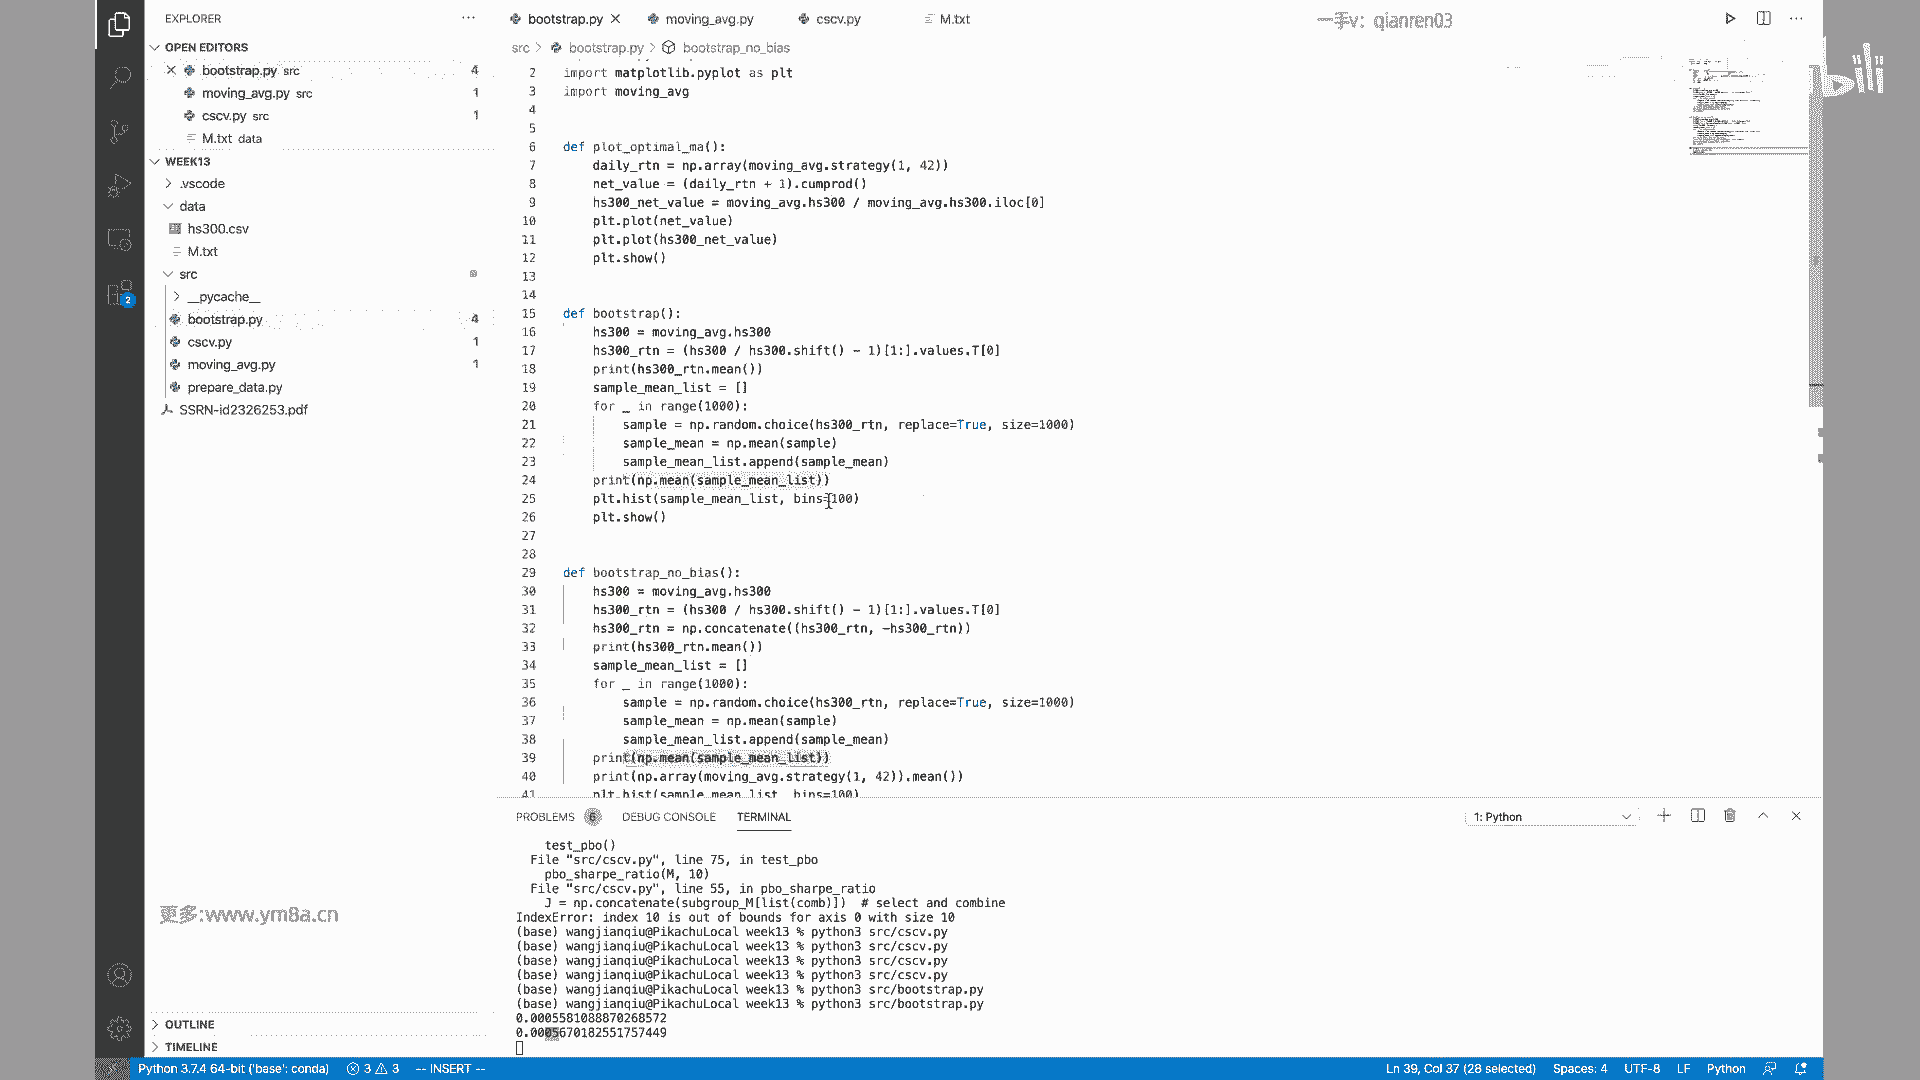 EXPLORER
OPEN EDITORS
bootstrap.py src 4
moving_avg.py src 1
cscv.py src 1
M.txt data
WEEK13
.vscode
data
hs300.csv
M.txt
src
__pycache__
bootstrap.py 4
cscv.py 1
moving_avg.py 1
prepare_data.py
SSRN-id2326253.pdf
更多:www.ym8a.cn
OUTLINE
TIMELINE
2
bootstrap.py moving_avg.py cscv.py M.txt
一手v: qianren03
bili
src > bootstrap.py > bootstrap_no_bias
2 import matplotlib.pyplot as plt
3 import moving_avg
4
5
6 def plot_optimal_ma():
7 daily_rtn = np.array(moving_avg.strategy(1, 42))
8 net_value = (daily_rtn + 1).cumprod()
9 hs300_net_value = moving_avg.hs300 / moving_avg.hs300.iloc[0]
10 plt.plot(net_value)
11 plt.plot(hs300_net_value)
12 plt.show()
13
14
15 def bootstrap():
16 hs300 = moving_avg.hs300
17 hs300_rtn = (hs300 / hs300.shift() - 1)[1:].values.T[0]
18 print(hs300_rtn.mean())
19 sample_mean_list = []
20 for _ in range(1000):
21 sample = np.random.choice(hs300_rtn, replace=True, size=1000)
22 sample_mean = np.mean(sample)
23 sample_mean_list.append(sample_mean)
24 print(np.mean(sample_mean_list))
25 plt.hist(sample_mean_list, bins=100)
26 plt.show()
27
28
29 def bootstrap_no_bias():
30 hs300 = moving_avg.hs300
31 hs300_rtn = (hs300 / hs300.shift() - 1)[1:].values.T[0]
32 hs300_rtn = np.concatenate((hs300_rtn, -hs300_rtn))
33 print(hs300_rtn.mean())
34 sample_mean_list = []
35 for _ in range(1000):
36 sample = np.random.choice(hs300_rtn, replace=True, size=1000)
37 sample_mean = np.mean(sample)
38 sample_mean_list.append(sample_mean)
39 print(np.mean(sample_mean_list))
40 print(np.array(moving_avg.strategy(1, 42)).mean())
41 plt.hist(sample_mean_list, bins=100)
PROBLEMS 6 DEBUG CONSOLE TERMINAL 1: Python
test_pbo()
File "src/cscv.py", line 75, in test_pbo
pbo_sharpe_ratio(M, 10)
File "src/cscv.py", line 55, in pbo_sharpe_ratio
J = np.concatenate(subgroup_M[list(comb)]) # select and combine
IndexError: index 10 is out of bounds for axis 0 with size 10
(base) wangjianqiu@PikachuLocal week13 % python3 src/cscv.py
(base) wangjianqiu@PikachuLocal week13 % python3 src/cscv.py
(base) wangjianqiu@PikachuLocal week13 % python3 src/cscv.py
(base) wangjianqiu@PikachuLocal week13 % python3 src/cscv.py
(base) wangjianqiu@PikachuLocal week13 % python3 src/bootstrap.py
(base) wangjianqiu@PikachuLocal week13 % python3 src/bootstrap.py
0.0005581088870268572
0.0005670182551757449
Python 3.7.4 64-bit ('base': conda) 3 3 -- INSERT -- Ln 39, Col 37 (28 selected) Spaces: 4 UTF-8 LF Python